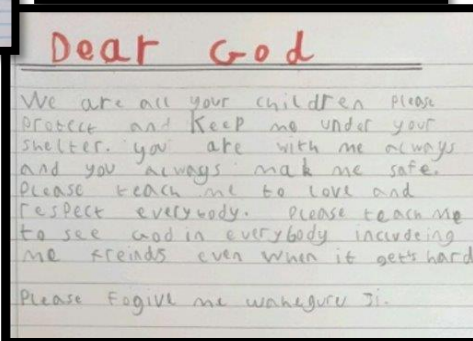 Dear God
We are all your children Please
protect and Keep me under your
shelter. you are with me always
and you always mak me safe.
Please teach me to love and
respect everybody. Please teach me
to see God in everybody includeing
me freinds even when it get's hard
Please Fogive me waheguru Ji.